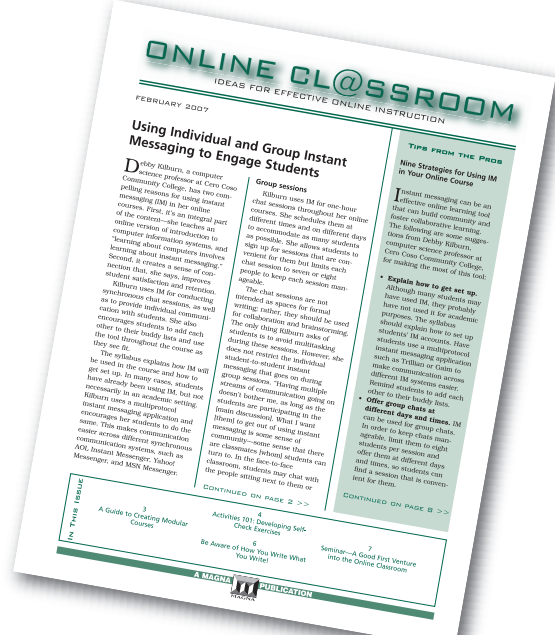 ONLINE CL@SSROOM
IDEAS FOR EFFECTIVE ONLINE INSTRUCTION
FEBRUARY 2007
Using Individual and Group Instant
Messaging to Engage Students
Debby Kilburn, a computer
science professor at Cero Coso
Community College, has two com-
pelling reasons for using instant
messaging (IM) in her online
courses. First, it's an integral part
of the content—she teaches an
online version of introduction to
computer information systems, and
"learning about computers involves
learning about instant messaging."
Second, it creates a sense of con-
nection that, she says, improves
student satisfaction and retention.
Kilburn uses IM for conducting
synchronous chat sessions, as well
as to provide individual communi-
cation with students. She also
encourages students to add each
other to their buddy lists and use
the tool throughout the course as
they see fit.
The syllabus explains how IM will
be used in the course and how to
get set up. In many cases, students
have already been using IM, but not
necessarily in an academic setting.
Kilburn uses a multiprotocol
instant messaging application and
encourages her students to do the
same. This makes communication
easier across different synchronous
communication systems, such as
AOL Instant Messenger, Yahoo!
Messenger, and MSN Messenger.
Group sessions
Kilburn uses IM for one-hour
chat sessions throughout her online
courses. She schedules them at
different times and on different days
to accommodate as many students
as possible. She allows students to
sign up for sessions that are con-
venient for them but limits each
chat session to seven or eight
people to keep each session man-
ageable.
The chat sessions are not
intended as spaces for formal
writing; rather, they should be used
for collaboration and brainstorming.
The only thing Kilburn asks of
students is to avoid multitasking
during these sessions. However, she
does not restrict the individual
student-to-student instant
messaging that goes on during
group sessions. "Having multiple
streams of communication going on
doesn't bother me, as long as the
students are participating in the
[main discussion]. What I want
[them] to get out of using instant
messaging is some sense of
community—some sense that there
are classmates [whom] students can
turn to. In the face-to-face
classroom, students may chat with
the people sitting next to them or
CONTINUED ON PAGE 2 >>
TIPS FROM THE PROS
Nine Strategies for Using IM
in Your Online Course
Instant messaging can be an
effective online learning tool
that can build community and
foster collaborative learning.
The following are some sugges-
tions from Debby Kilburn,
computer science professor at
Cero Coso Community College,
for making the most of this tool:
• Explain how to get set up.
Although many students may
have used IM, they probably
have not used it for academic
purposes. The syllabus
should explain how to set up
students' IM accounts. Have
students use a multiprotocol
instant messaging application
such as Trillian or Gaim to
make communication across
different IM systems easier.
Remind students to add each
other to their buddy lists.
• Offer group chats at
different days and times. IM
can be used for group chats.
In order to keep chats man-
ageable, limit them to eight
students per session and
offer them at different days
and times, so students can
find a session that is conven-
ient for them.
CONTINUED ON PAGE 8 >>
IN THIS ISSUE
3
A Guide to Creating Modular
Courses
4
Activities 101: Developing Self-
Check Exercises
6
Be Aware of How You Write What
You Write!
7
Seminar—A Good First Venture
into the Online Classroom
A MAGNA PUBLICATION
MAGNA